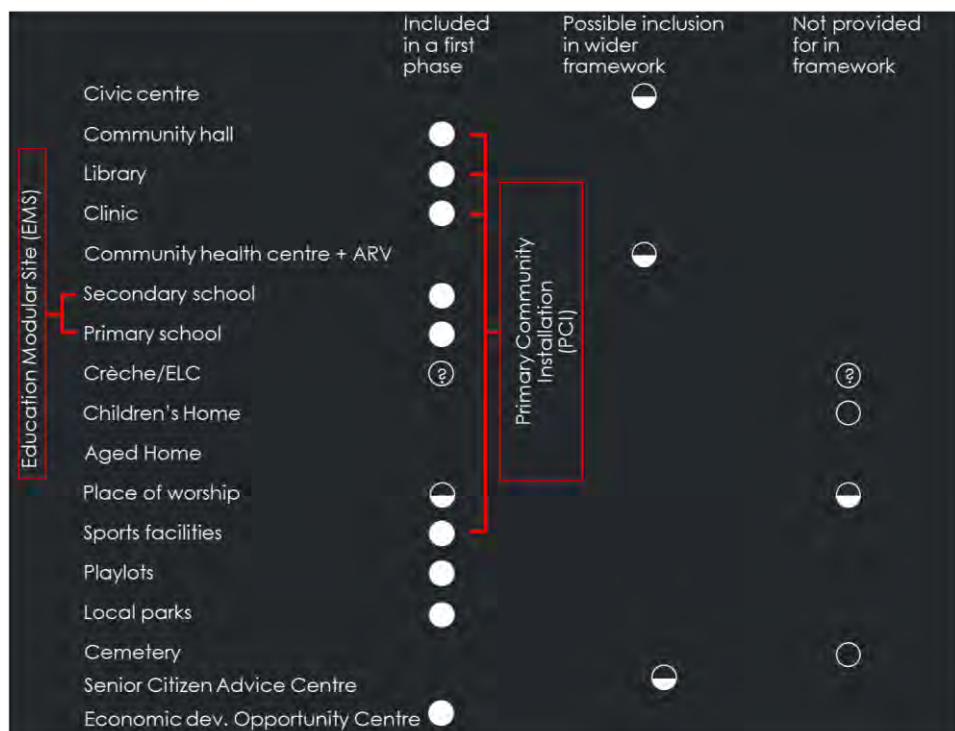 Included
in a first
phase
Possible inclusion
in wider
framework
Not provided
for in
framework
Civic centre
Community hall
Library
Clinic
Community health centre + ARV
Secondary school
Primary school
Crèche/ELC
?
?
Children's Home
Aged Home
Place of worship
Sports facilities
Playlots
Local parks
Cemetery
Senior Citizen Advice Centre
Economic dev. Opportunity Centre
Education Modular Site (EMS)
Primary Community
Installation
(PCI)